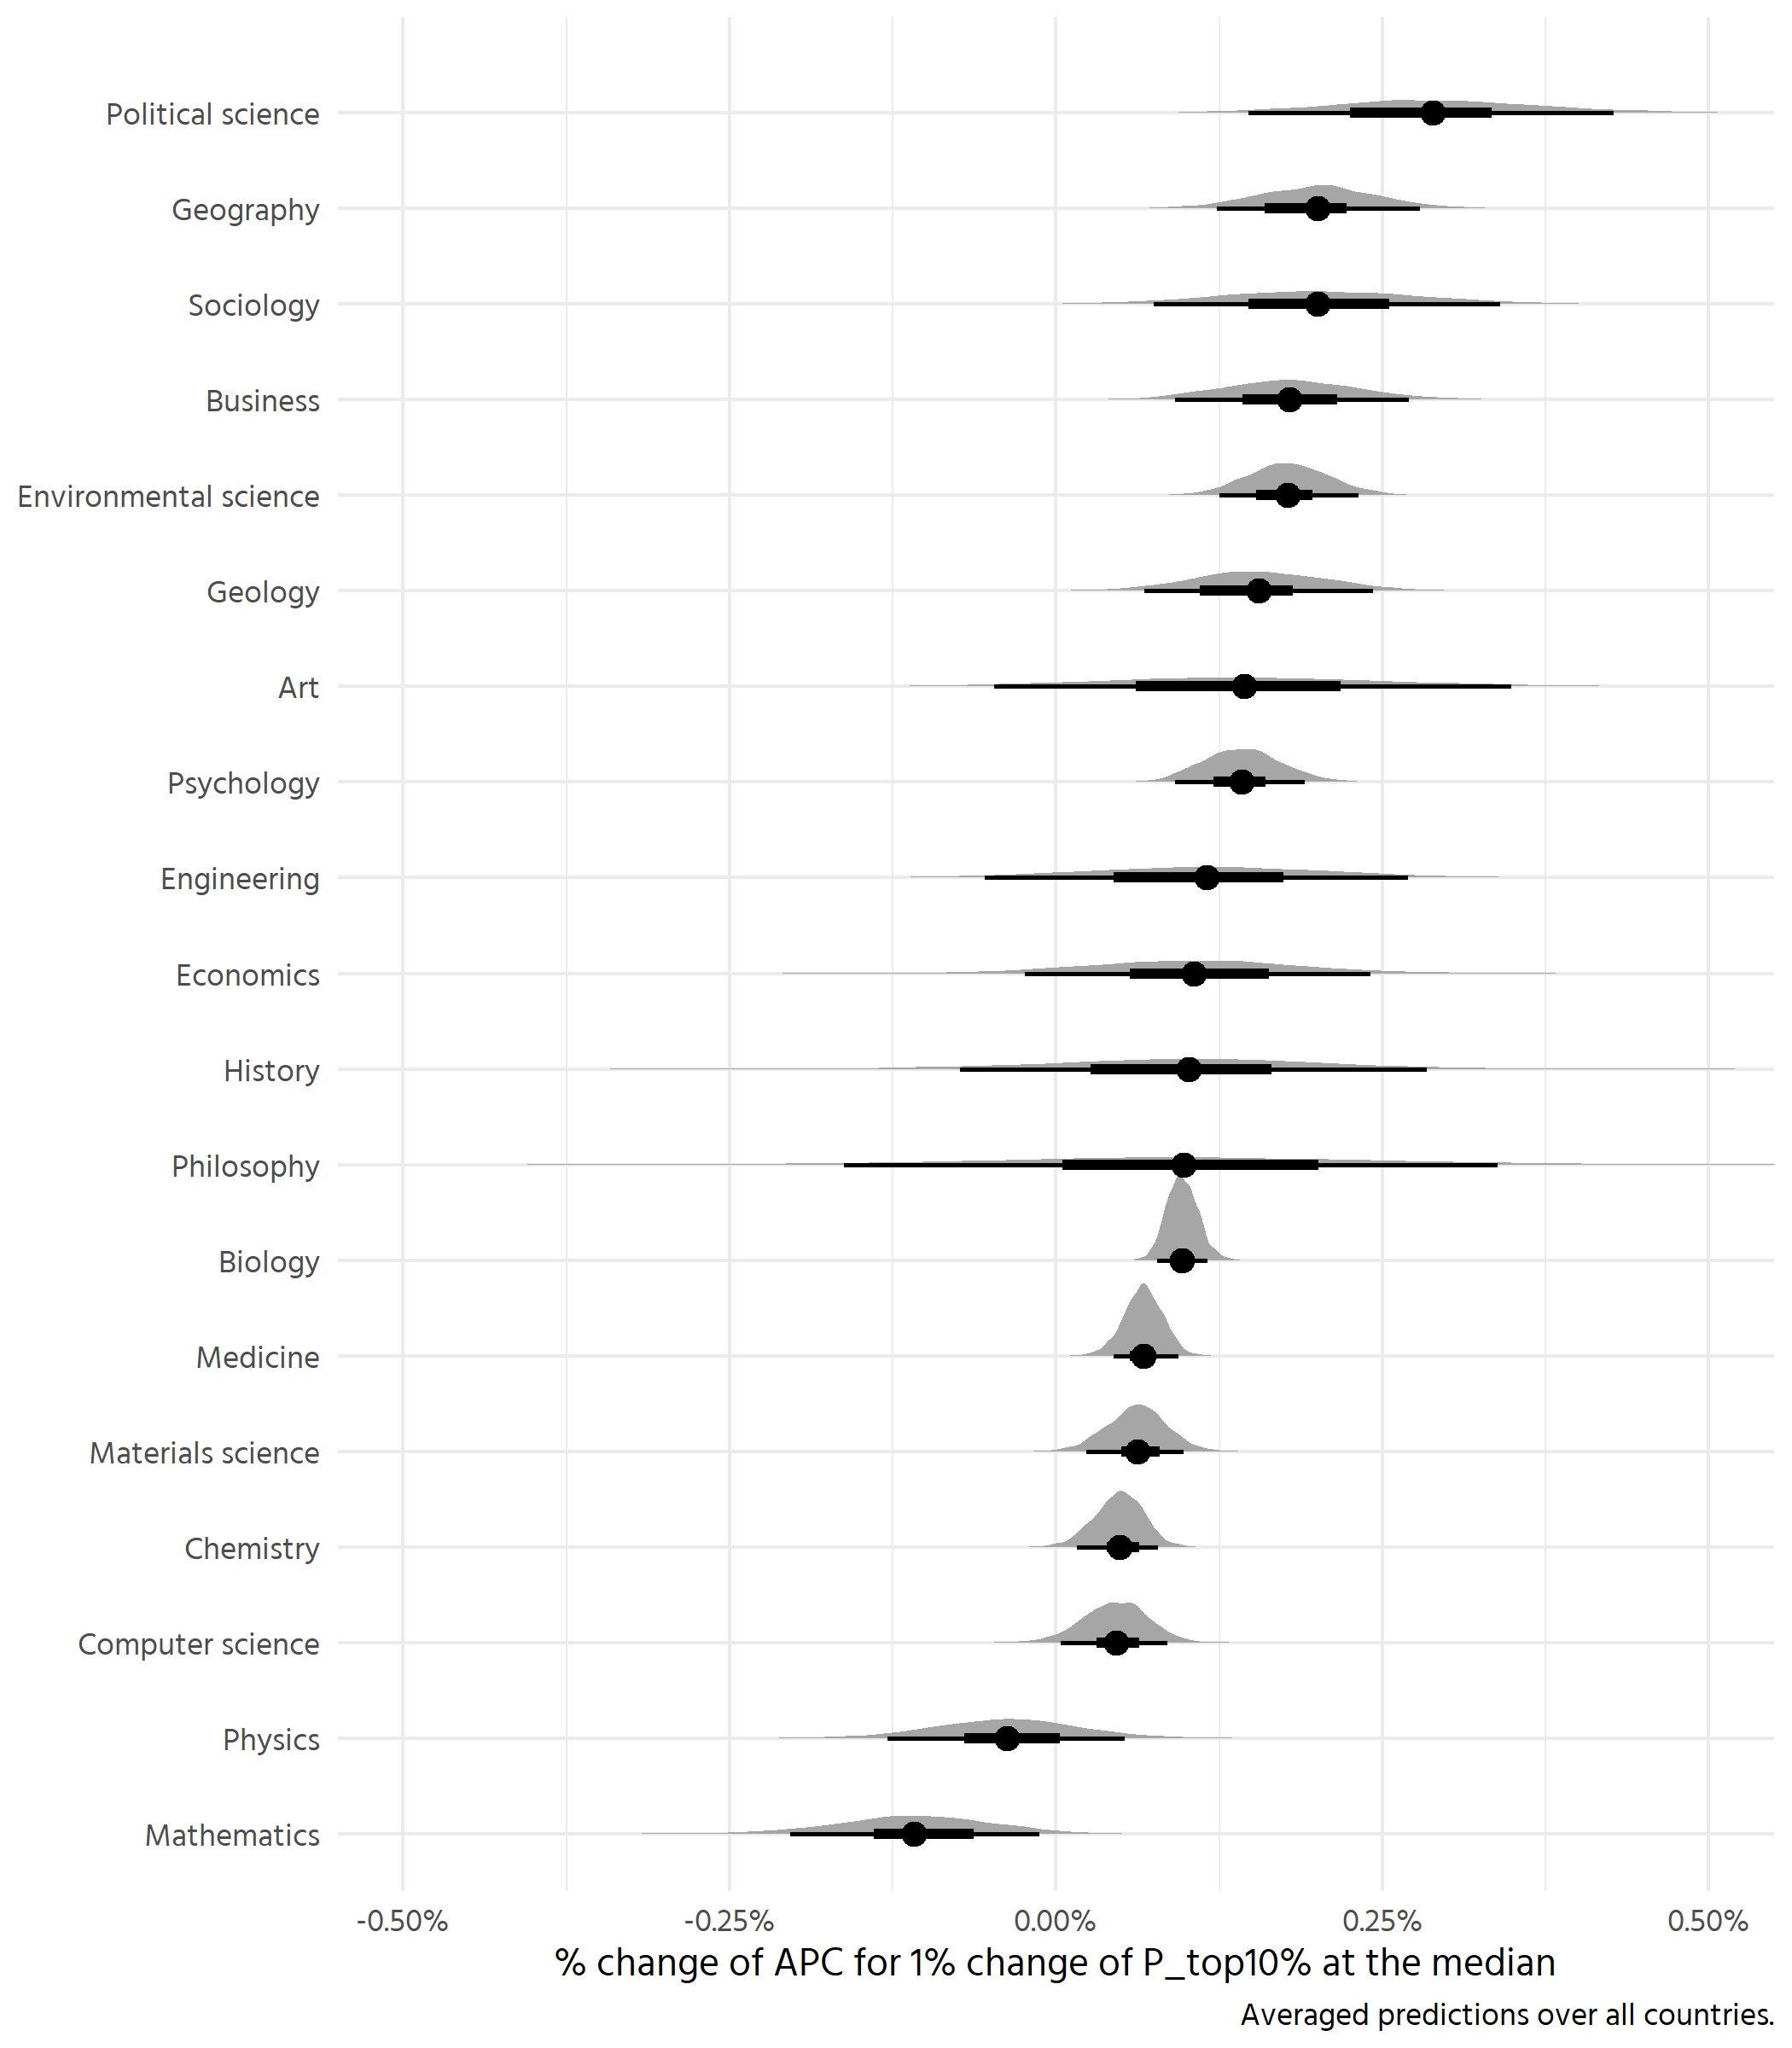 Political science
Geography
Sociology
Business
Environmental science
Geology
Art
Psychology
Engineering
Economics
History
Philosophy
Biology
Medicine
Materials science
Chemistry
Computer science
Physics
Mathematics
-0.50% -0.25% 0.00% 0.25% 0.50%
% change of APC for 1% change of P_top10% at the median
Averaged predictions over all countries.